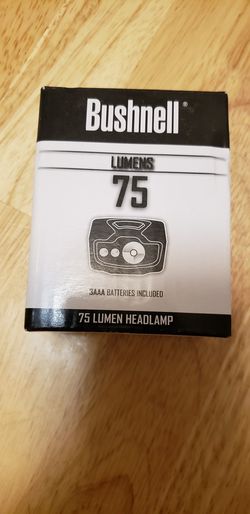 Bushnell®
LUMENS
75
3AAA BATTERIES INCLUDED
75 LUMEN HEADLAMP